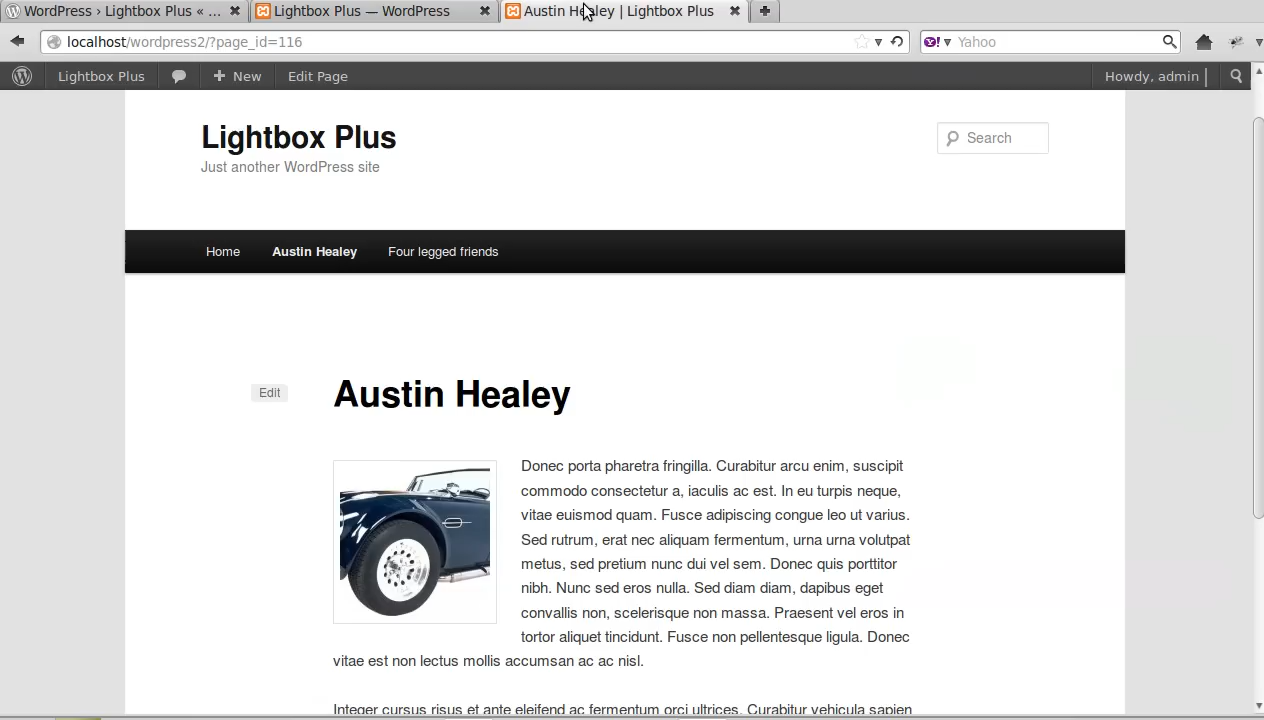 WordPress › Lightbox Plus « ...
Lightbox Plus — WordPress
Austin Healey | Lightbox Plus
localhost/wordpress2/?page_id=116
Yahoo
Lightbox Plus
New
Edit Page
Howdy, admin
Lightbox Plus
Just another WordPress site
Search
Home
Austin Healey
Four legged friends
Edit
Austin Healey
Donec porta pharetra fringilla. Curabitur arcu enim, suscipit
commodo consectetur a, iaculis ac est. In eu turpis neque,
vitae euismod quam. Fusce adipiscing congue leo ut varius.
Sed rutrum, erat nec aliquam fermentum, urna urna volutpat
metus, sed pretium nunc dui vel sem. Donec quis porttitor
nibh. Nunc sed eros nulla. Sed diam diam, dapibus eget
convallis non, scelerisque non massa. Praesent vel eros in
tortor aliquet tincidunt. Fusce non pellentesque ligula. Donec
vitae est non lectus mollis accumsan ac ac nisl.
Integer cursus risus et ante eleifend ac fermentum orci ultrices. Curabitur vehicula sapien